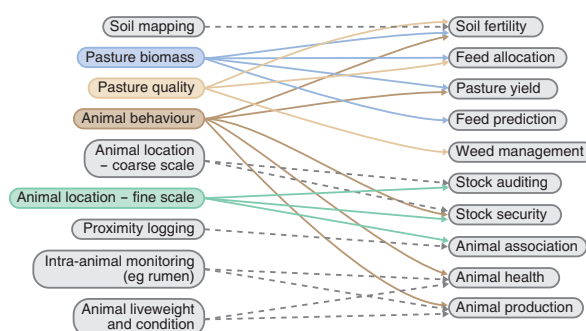 Soil mapping
Pasture biomass
Pasture quality
Animal behaviour
Animal location
– coarse scale
Animal location – fine scale
Proximity logging
Intra-animal monitoring
(eg rumen)
Animal liveweight
and condition
Soil fertility
Feed allocation
Pasture yield
Feed prediction
Weed management
Stock auditing
Stock security
Animal association
Animal health
Animal production